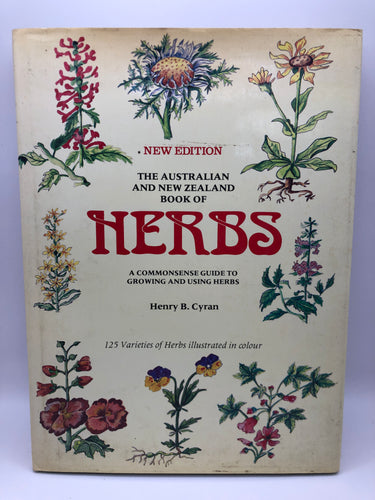 . NEW EDITION
THE AUSTRALIAN
AND NEW ZEALAND
BOOK OF
HERBS
A COMMONSENSE GUIDE TO
GROWING AND USING HERBS
Henry B. Cyran
125 Varieties of Herbs illustrated in colour